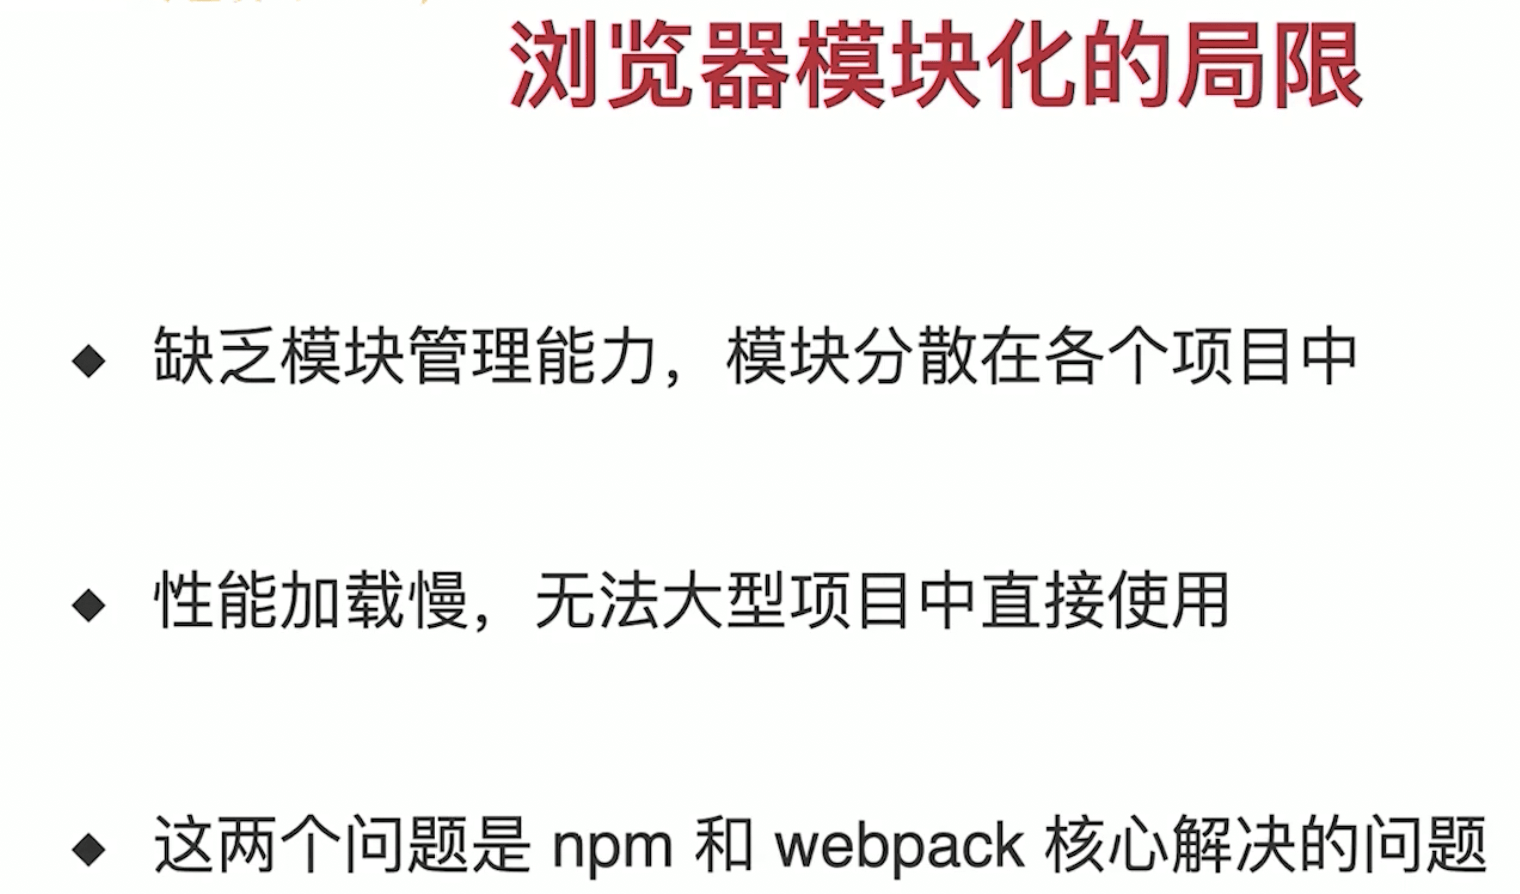 浏览器模块化的局限
◆ 缺乏模块管理能力，模块分散在各个项目中
◆ 性能加载慢，无法大型项目中直接使用
◆ 这两个问题是 npm 和 webpack 核心解决的问题